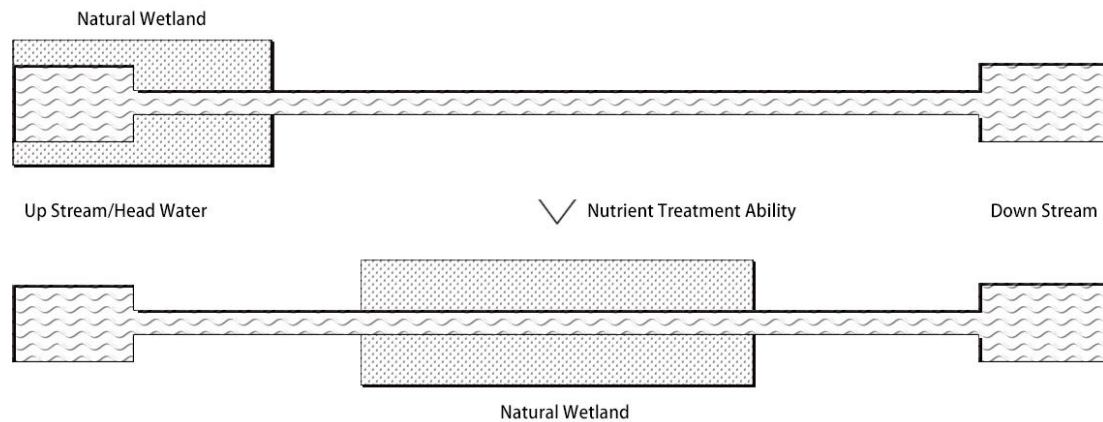 Natural Wetland
Up Stream/Head Water
Nutrient Treatment Ability
Down Stream
Natural Wetland